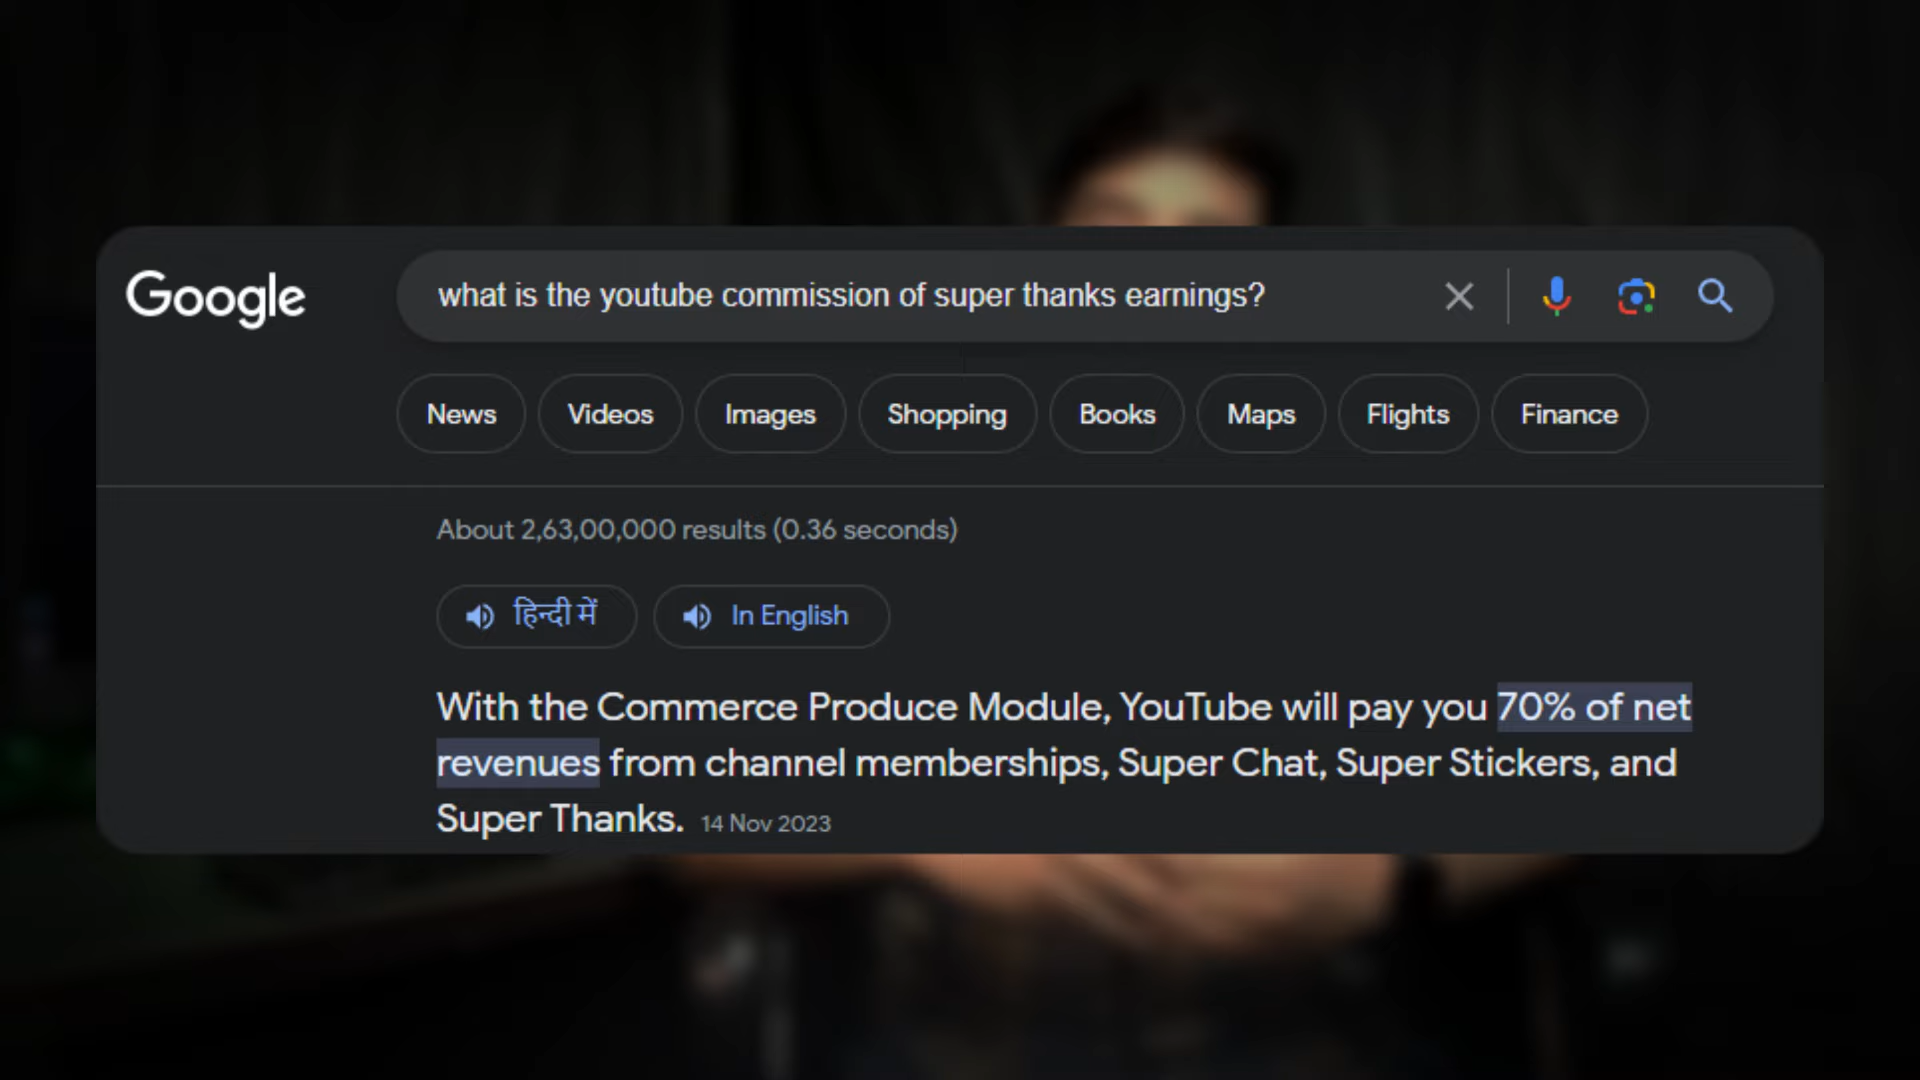 Google
what is the youtube commission of super thanks earnings?
News Videos Images Shopping Books Maps Flights Finance
About 2,63,00,000 results (0.36 seconds)
हिन्दी में In English
With the Commerce Produce Module, YouTube will pay you 70% of net
revenues from channel memberships, Super Chat, Super Stickers, and
Super Thanks. 14 Nov 2023